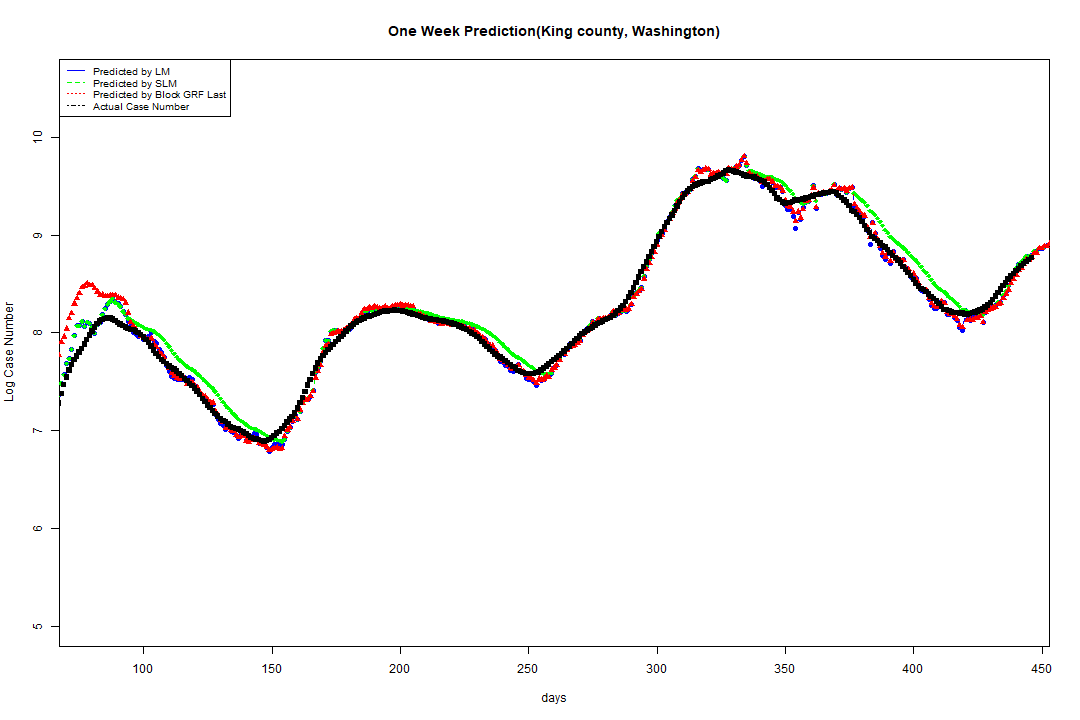 One Week Prediction(King county, Washington)
Predicted by LM
Predicted by SLM
Predicted by Block GRF Last
Actual Case Number
Log Case Number
10
9
8
7
6
5
100 150 200 250 300 350 400 450
days